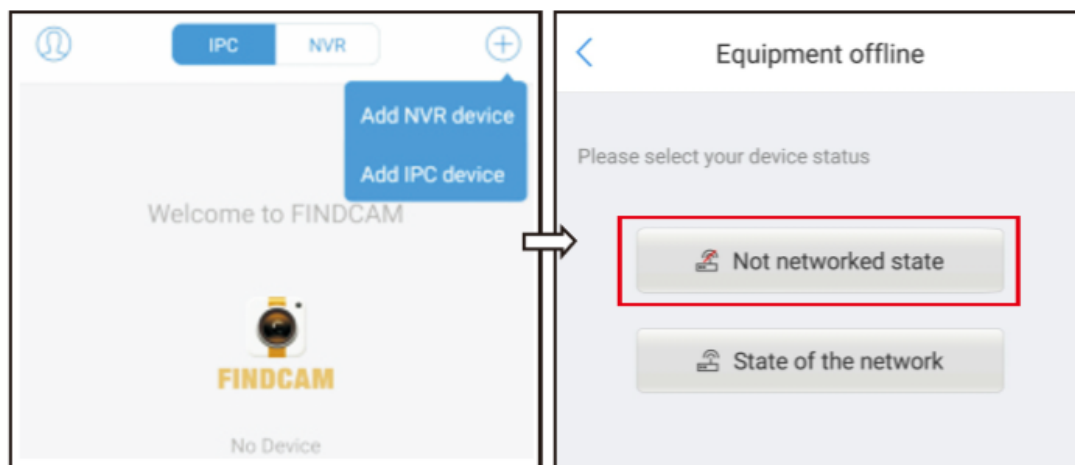 IPC NVR
Add NVR device
Add IPC device
Welcome to FINDCAM
FINDCAM
No Device
Equipment offline
Please select your device status
Not networked state
State of the network